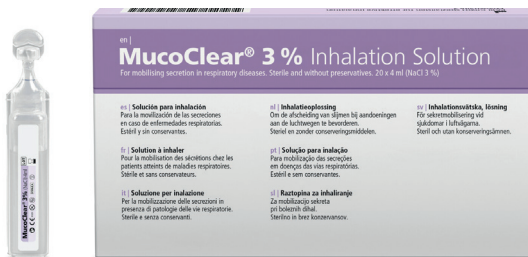 en |
MucoClear® 3 % Inhalation Solution
For mobilising secretion in respiratory diseases. Sterile and without preservatives. 20 x 4 ml (NaCl 3 %)
es | Solución para inhalación
Para la movilización de las secreciones
en caso de enfermedades respiratorias.
Estéril y sin conservantes.
fr | Solution à inhaler
Pour la mobilisation des sécrétions chez les
patients atteints de maladies respiratoires.
Stérile et sans conservateurs.
it | Soluzione per inalazione
Per la mobilizzazione delle secrezioni in
presenza di patologie delle vie respiratorie.
Sterile e senza conservanti.
nl | Inhalatieoplossing
Om de afscheiding van slijmen bij aandoeningen
aan de luchtwegen te bevorderen.
Steriel en zonder conserveringsmiddelen.
pt | Solução para inalação
Para mobilização das secreções
em doenças das vias respiratórias.
Estéril e sem conservantes.
sl | Raztopina za inhaliranje
Za mobilizacijo sekreta
pri boleznih dihal.
Sterilno in brez konzervansov.
sv | Inhalationsvätska, lösning
För sekretmobilisering vid
sjukdomar i luftvägarna.
Steril och utan konserveringsämnen.
MucoClear® 3%